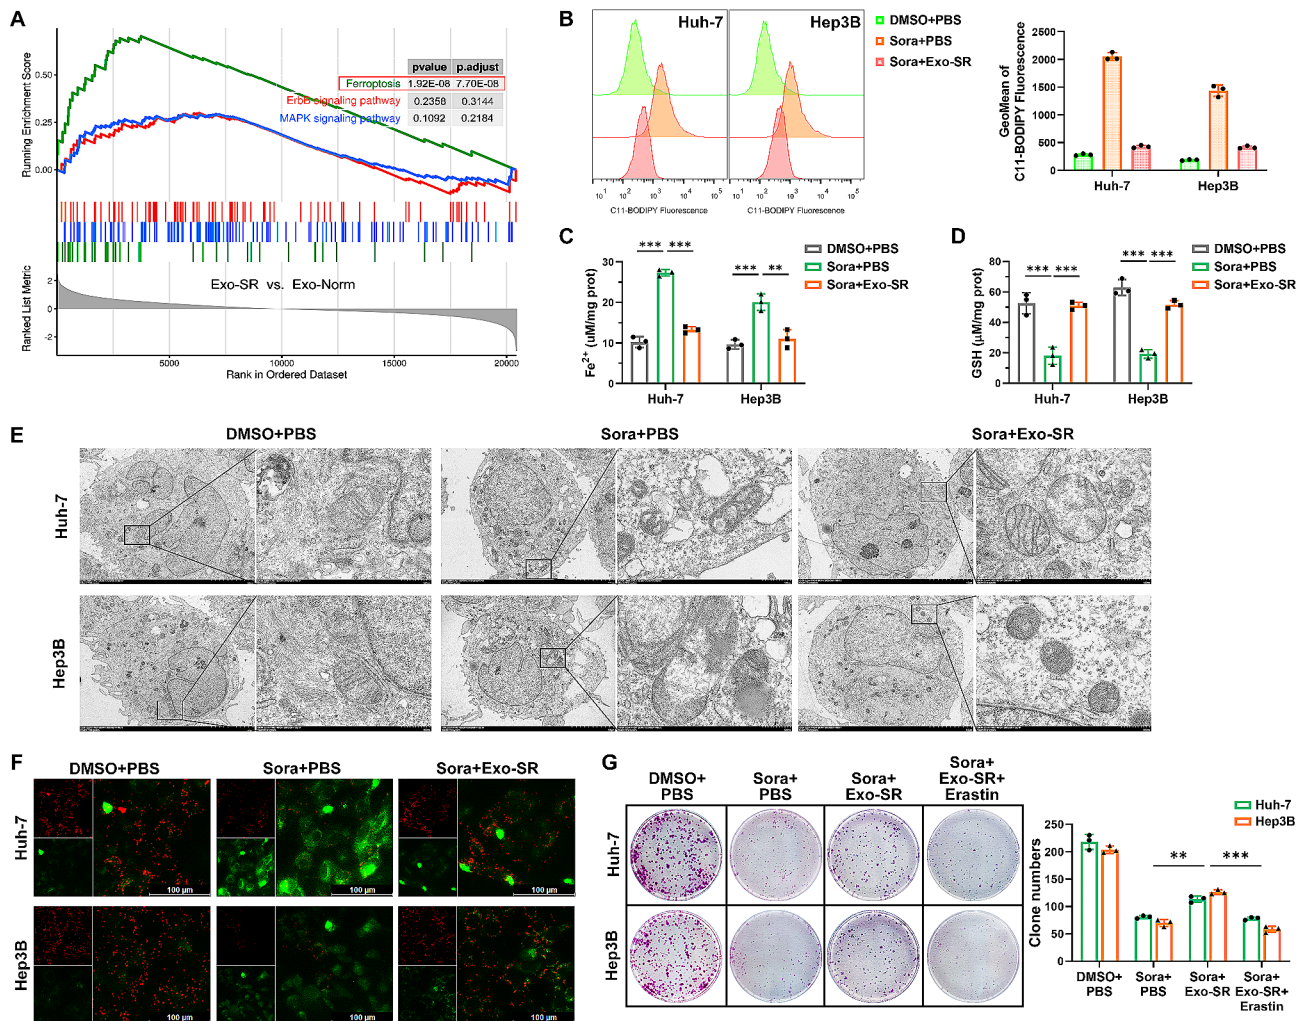 A
Running Enrichment Score
0.50
0.25
0.00
pvalue p.adjust
Ferroptosis 1.92E-08 7.70E-08
ErbB signaling pathway 0.2358 0.3144
MAPK signaling pathway 0.1092 0.2184
Ranked List Metric
2
0
-2
Exo-SR vs. Exo-Norm
5000 10000 15000 20000
Rank in Ordered Dataset
B
Huh-7 Hep3B
DMSO+PBS
Sora+PBS
Sora+Exo-SR
C11-BODIPY Fluorescence C11-BODIPY Fluorescence
GeoMean of
C11-BODIPY Fluorescence
2500
2000
1500
1000
500
0
Huh-7 Hep3B
C
DMSO+PBS
Sora+PBS
Sora+Exo-SR
*** *** *** **
Fe2+ (uM/mg prot)
30
20
10
0
Huh-7 Hep3B
D
DMSO+PBS
Sora+PBS
Sora+Exo-SR
*** *** *** ***
GSH (μM/mg prot)
80
60
40
20
0
Huh-7 Hep3B
E
DMSO+PBS Sora+PBS Sora+Exo-SR
Huh-7
Hep3B
F
DMSO+PBS Sora+PBS Sora+Exo-SR
Huh-7
100 μm 100 μm 100 μm
Hep3B
100 μm 100 μm 100 μm
G
DMSO+
PBS
Sora+
PBS
Sora+
Exo-SR
Sora+
Exo-SR+
Erastin
Huh-7
Hep3B
Huh-7
Hep3B
Clone numbers
250
200
150
100
50
0
** ***
DMSO+
PBS
Sora+
PBS
Sora+
Exo-SR
Sora+
Exo-SR+
Erastin